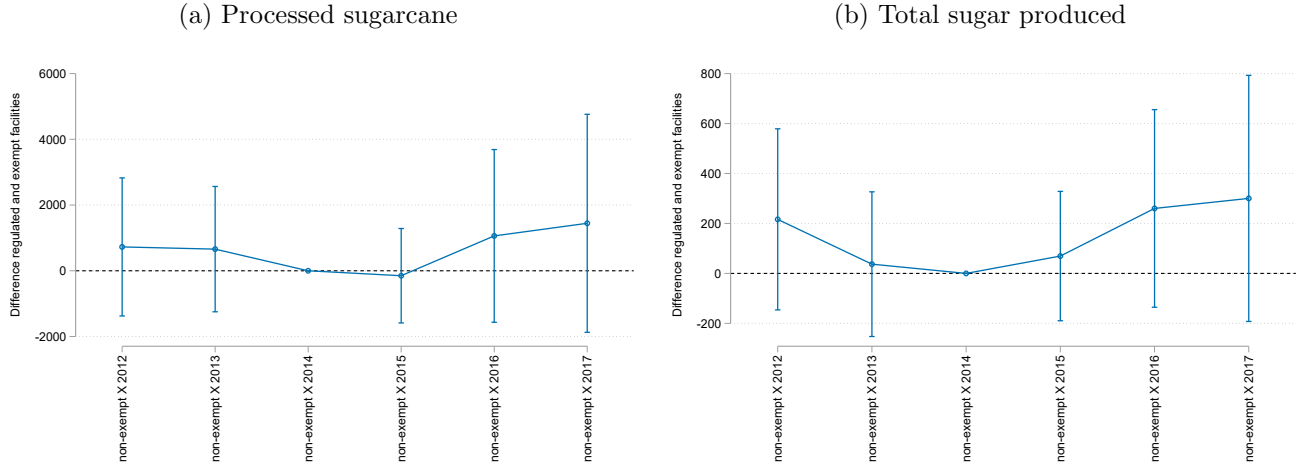 (a) Processed sugarcane
Difference regulated and exempt facilities
6000
4000
2000
0
-2000
non-exempt X 2012
non-exempt X 2013
non-exempt X 2014
non-exempt X 2015
non-exempt X 2016
non-exempt X 2017
(b) Total sugar produced
Difference regulated and exempt facilities
800
600
400
200
0
-200
non-exempt X 2012
non-exempt X 2013
non-exempt X 2014
non-exempt X 2015
non-exempt X 2016
non-exempt X 2017